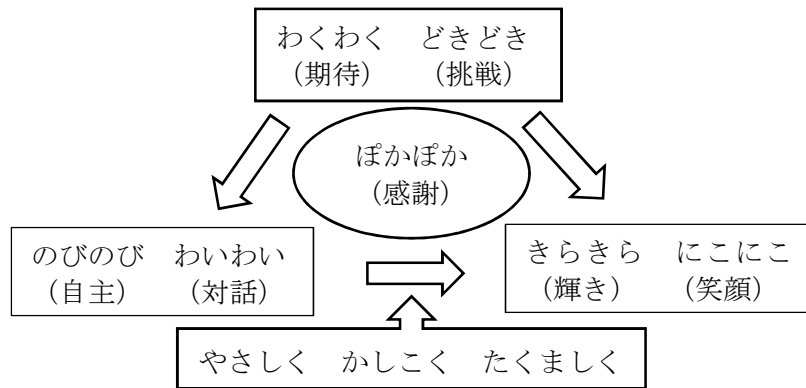 わくわく　どきどき
（期待）　（挑戦）
ぽかぽか
（感謝）
のびのび　わいわい
（自主）　（対話）
きらきら　にこにこ
（輝き）　（笑顔）
やさしく　かしこく　たくましく